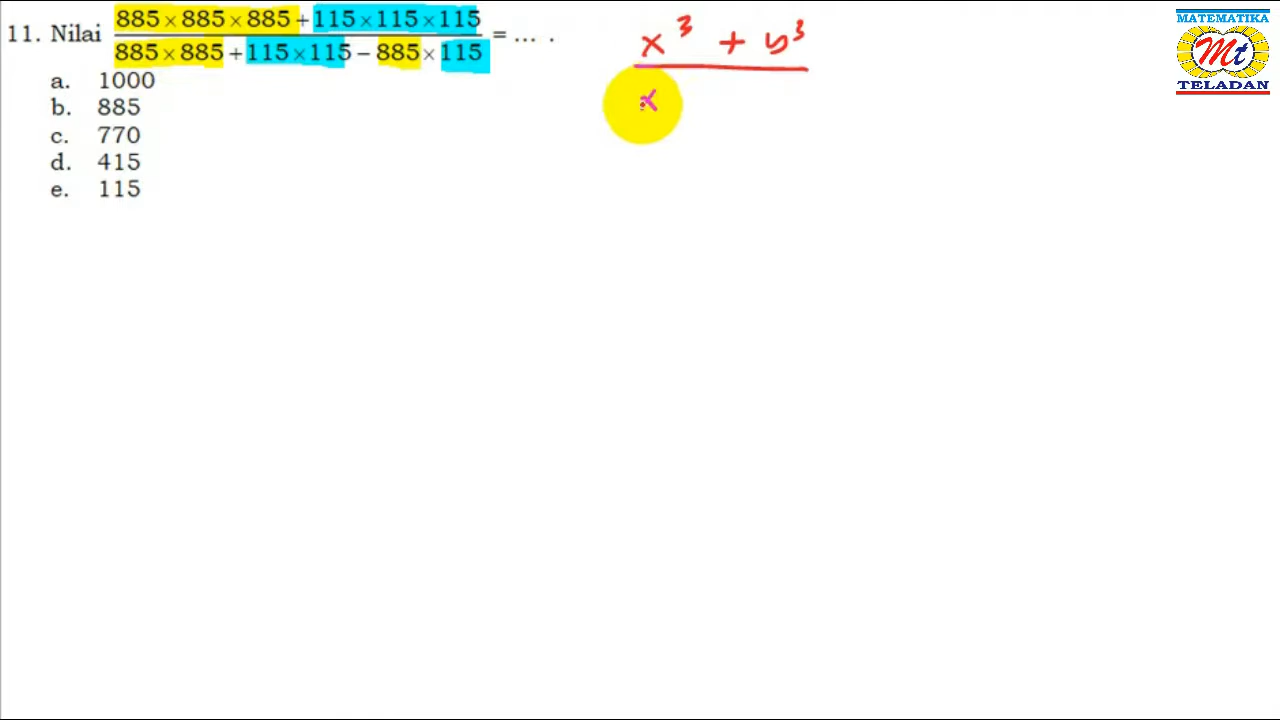 11. Nilai 885×885×885+115×115×115 / 885×885+115×115−885×115 = ... .
a. 1000
b. 885
c. 770
d. 415
e. 115
x³ + y³
x
MATEMATIKA
Mt
TELADAN